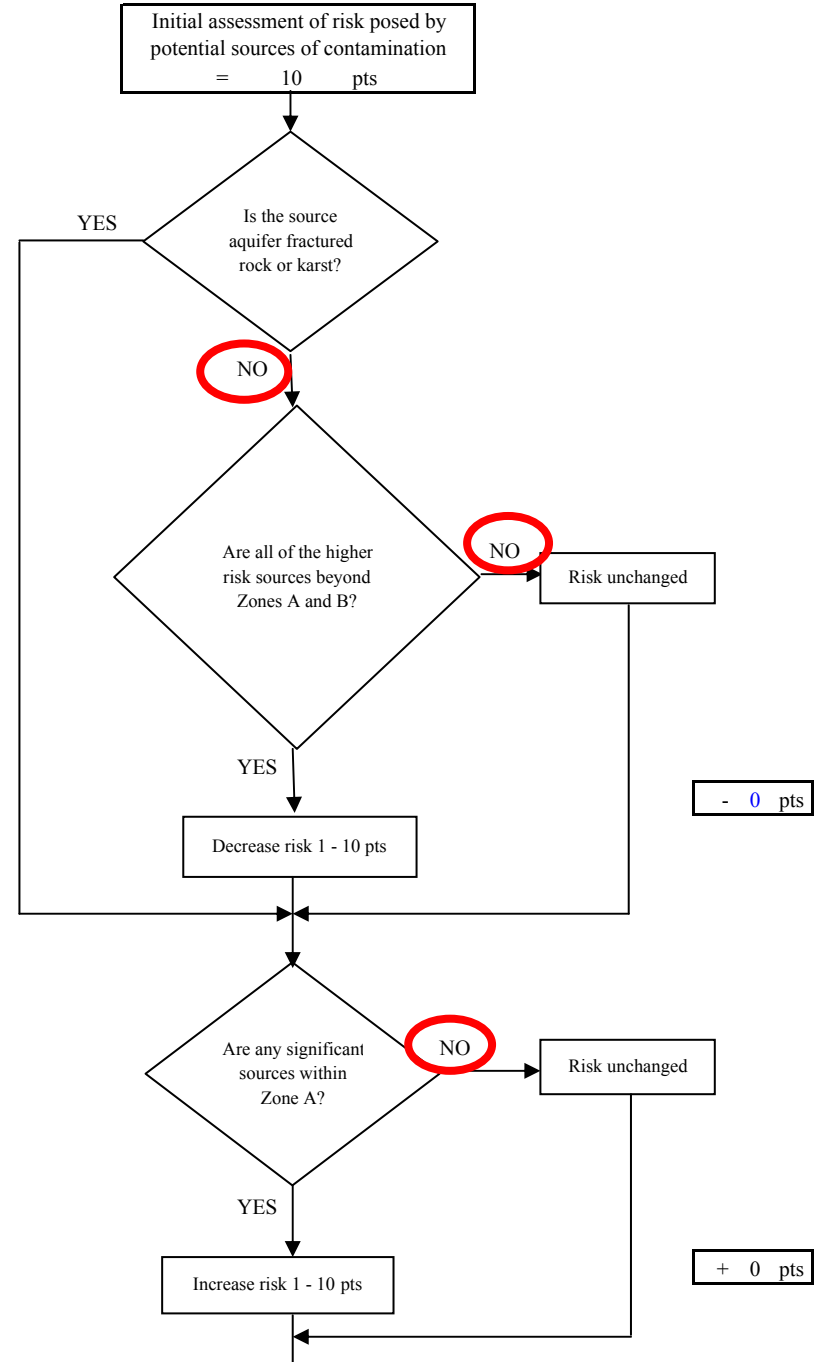 Initial assessment of risk posed by
potential sources of contamination
= 10 pts
YES
Is the source
aquifer fractured
rock or karst?
NO
Are all of the higher
risk sources beyond
Zones A and B?
NO
Risk unchanged
YES
- 0 pts
Decrease risk 1 - 10 pts
Are any significant
sources within
Zone A?
NO
Risk unchanged
YES
+ 0 pts
Increase risk 1 - 10 pts